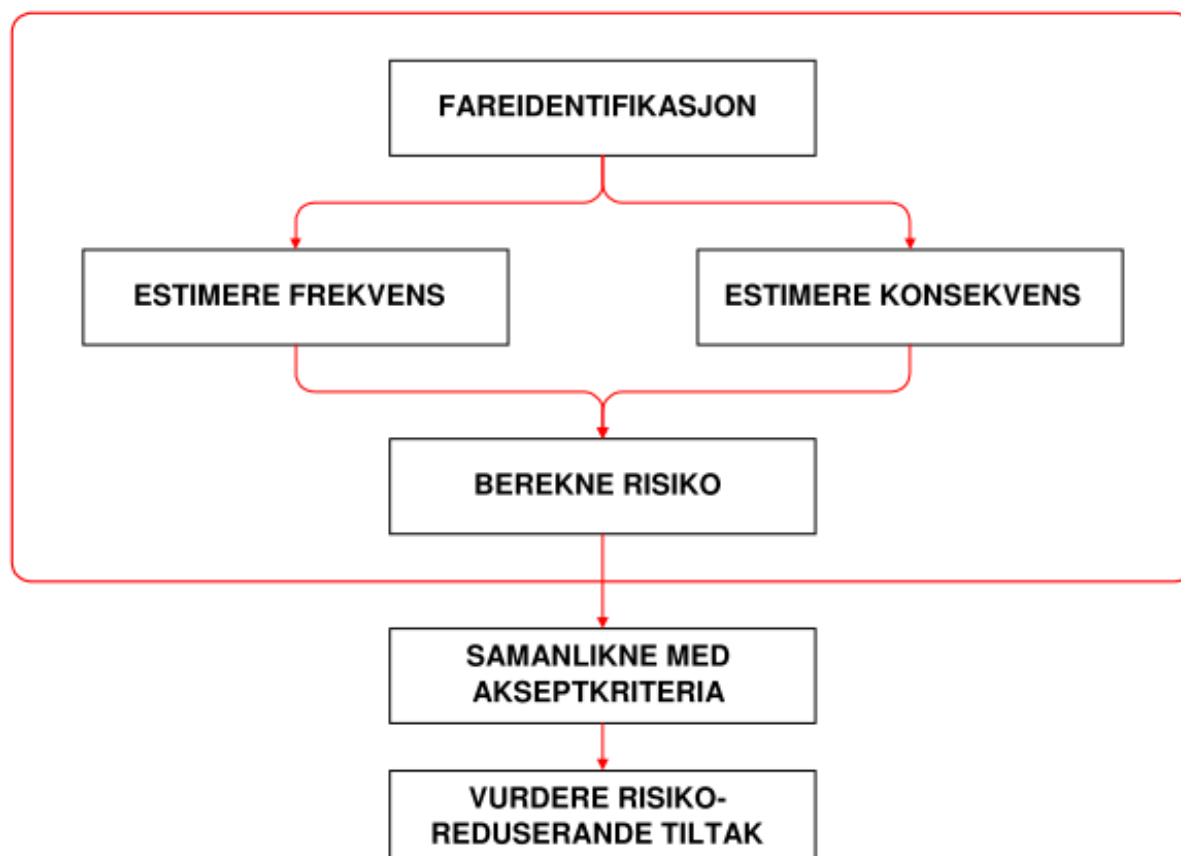 FAREIDENTIFIKASJON
ESTIMERE FREKVENS
ESTIMERE KONSEKVENS
BEREKNE RISIKO
SAMANLIKNE MED
AKSEPTKRITERIA
VURDERE RISIKO-
REDUSERANDE TILTAK